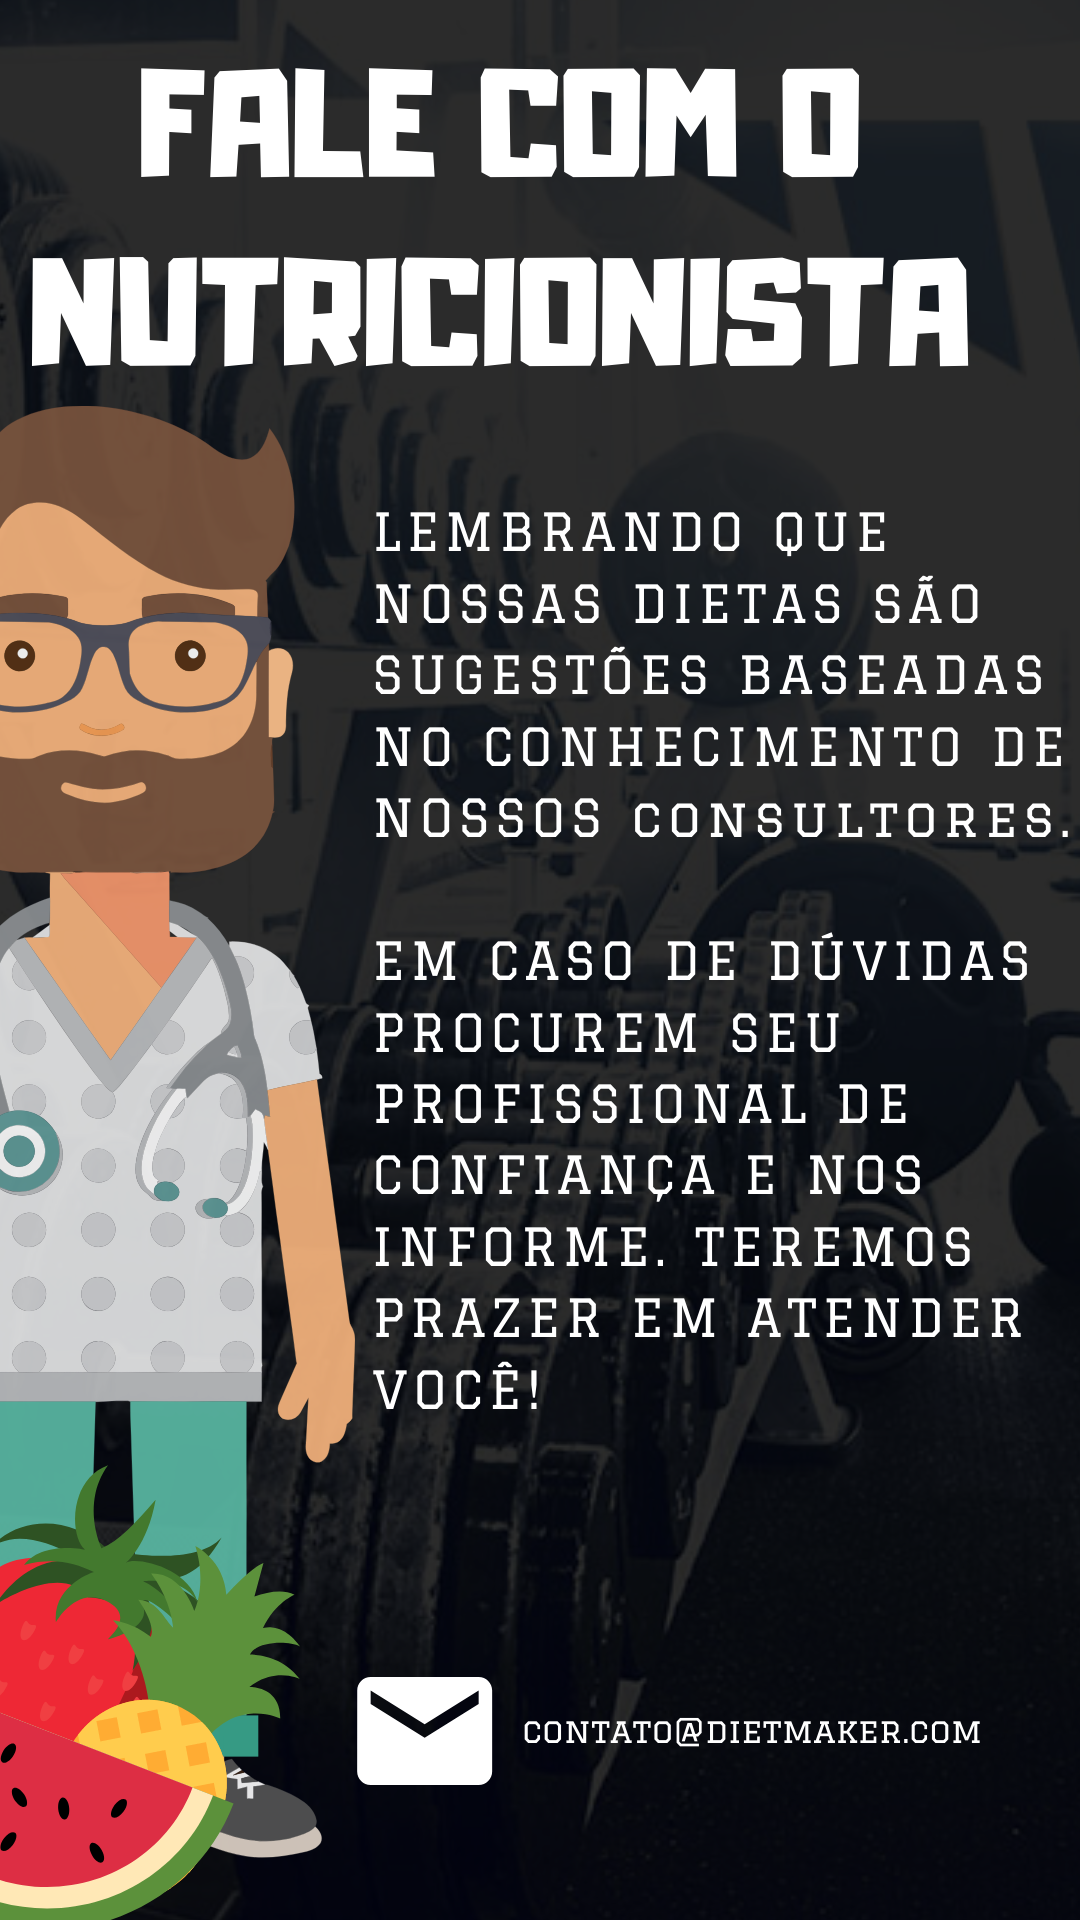 FALE COM O
NUTRICIONISTA
LEMBRANDO QUE
NOSSAS DIETAS SÃO
SUGESTÕES BASEADAS
NO CONHECIMENTO DE
NOSSOS CONSULTORES.
EM CASO DE DÚVIDAS
PROCUREM SEU
PROFISSIONAL DE
CONFIANÇA E NOS
INFORME. TEREMOS
PRAZER EM ATENDER
VOCÊ!
CONTATO@DIETMAKER.COM